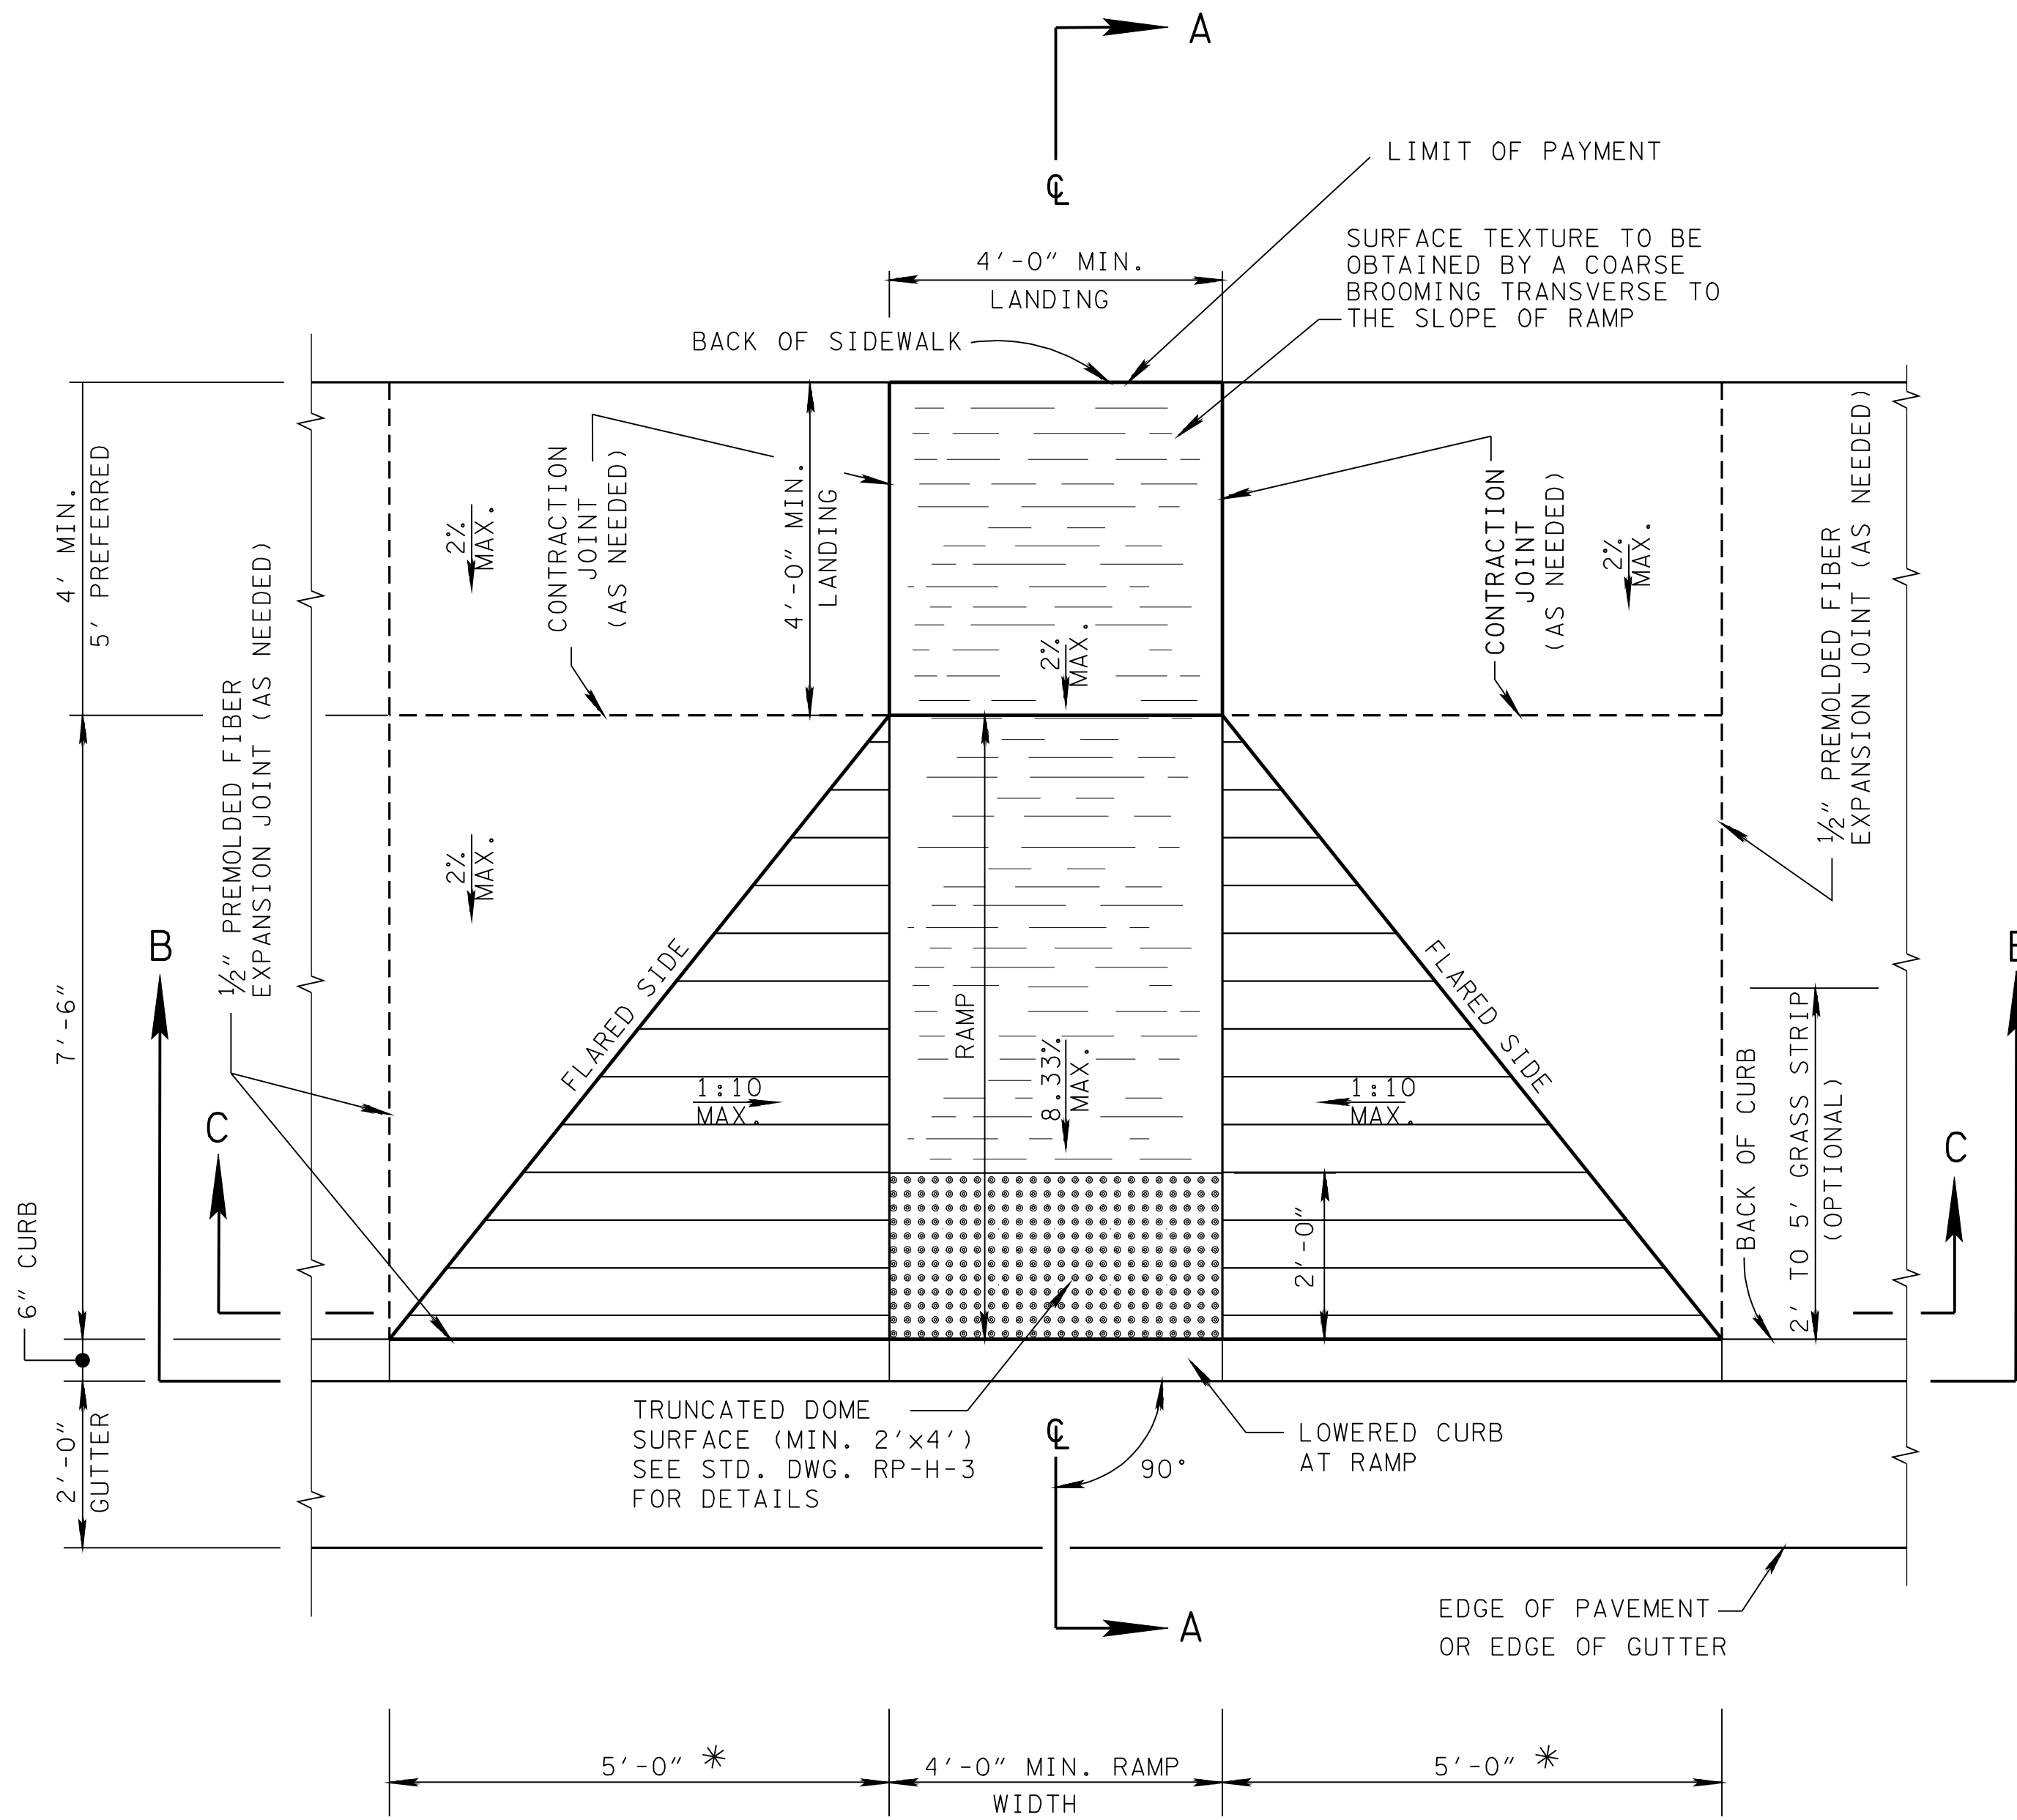 A
LIMIT OF PAYMENT
℄
SURFACE TEXTURE TO BE
OBTAINED BY A COARSE
BROOMING TRANSVERSE TO
THE SLOPE OF RAMP
4'-0" MIN.
LANDING
BACK OF SIDEWALK
4' MIN.
5' PREFERRED
2%
MAX.
CONTRACTION
JOINT
(AS NEEDED)
4'-0" MIN.
LANDING
2%
MAX.
CONTRACTION
JOINT
(AS NEEDED)
2%
MAX.
1/2" PREMOLDED FIBER
EXPANSION JOINT (AS NEEDED)
1/2" PREMOLDED FIBER
EXPANSION JOINT (AS NEEDED)
2%
MAX.
B
7'-6"
FLARED SIDE
RAMP
FLARED SIDE
1:10
MAX.
8.33%
MAX.
1:10
MAX.
C
C
BACK OF CURB
2' TO 5' GRASS STRIP
(OPTIONAL)
6" CURB
2'-0"
2'-0"
GUTTER
TRUNCATED DOME
SURFACE (MIN. 2'x4')
SEE STD. DWG. RP-H-3
FOR DETAILS
℄
90°
LOWERED CURB
AT RAMP
EDGE OF PAVEMENT
OR EDGE OF GUTTER
A
5'-0" *
4'-0" MIN. RAMP
WIDTH
5'-0" *